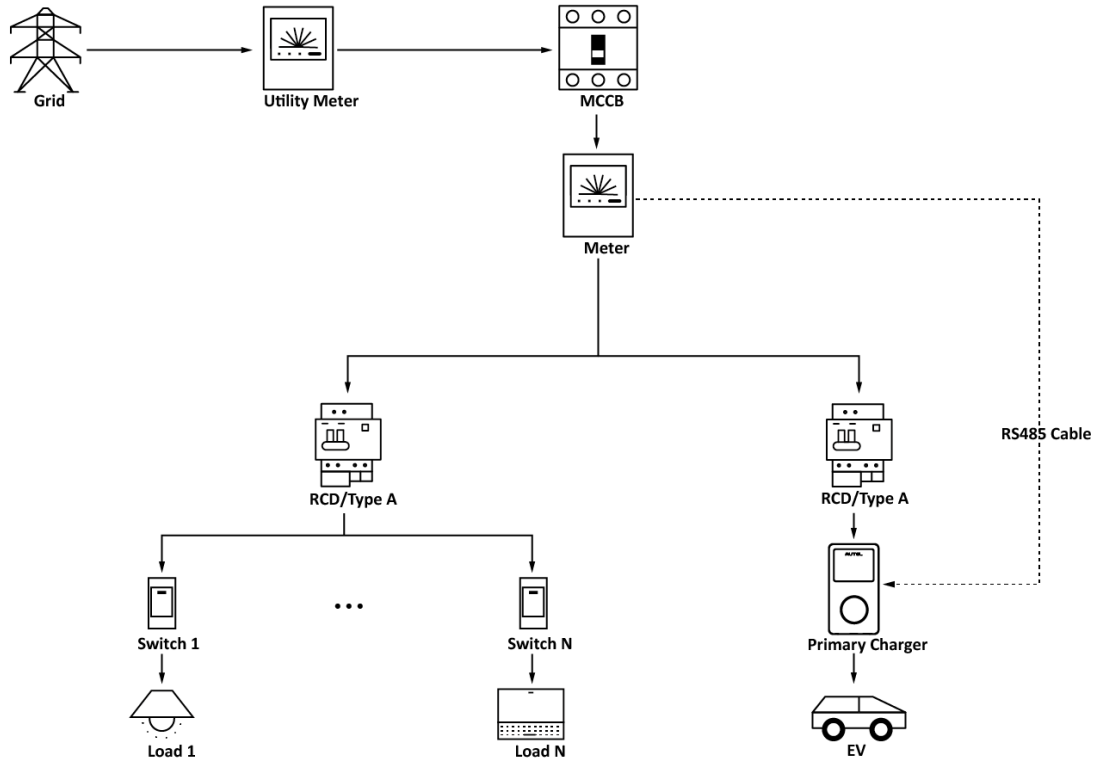 Grid
Utility Meter
MCCB
Meter
RS485 Cable
RCD/Type A
RCD/Type A
AUTEL
...
Switch 1
Switch N
Primary Charger
Load 1
Load N
EV